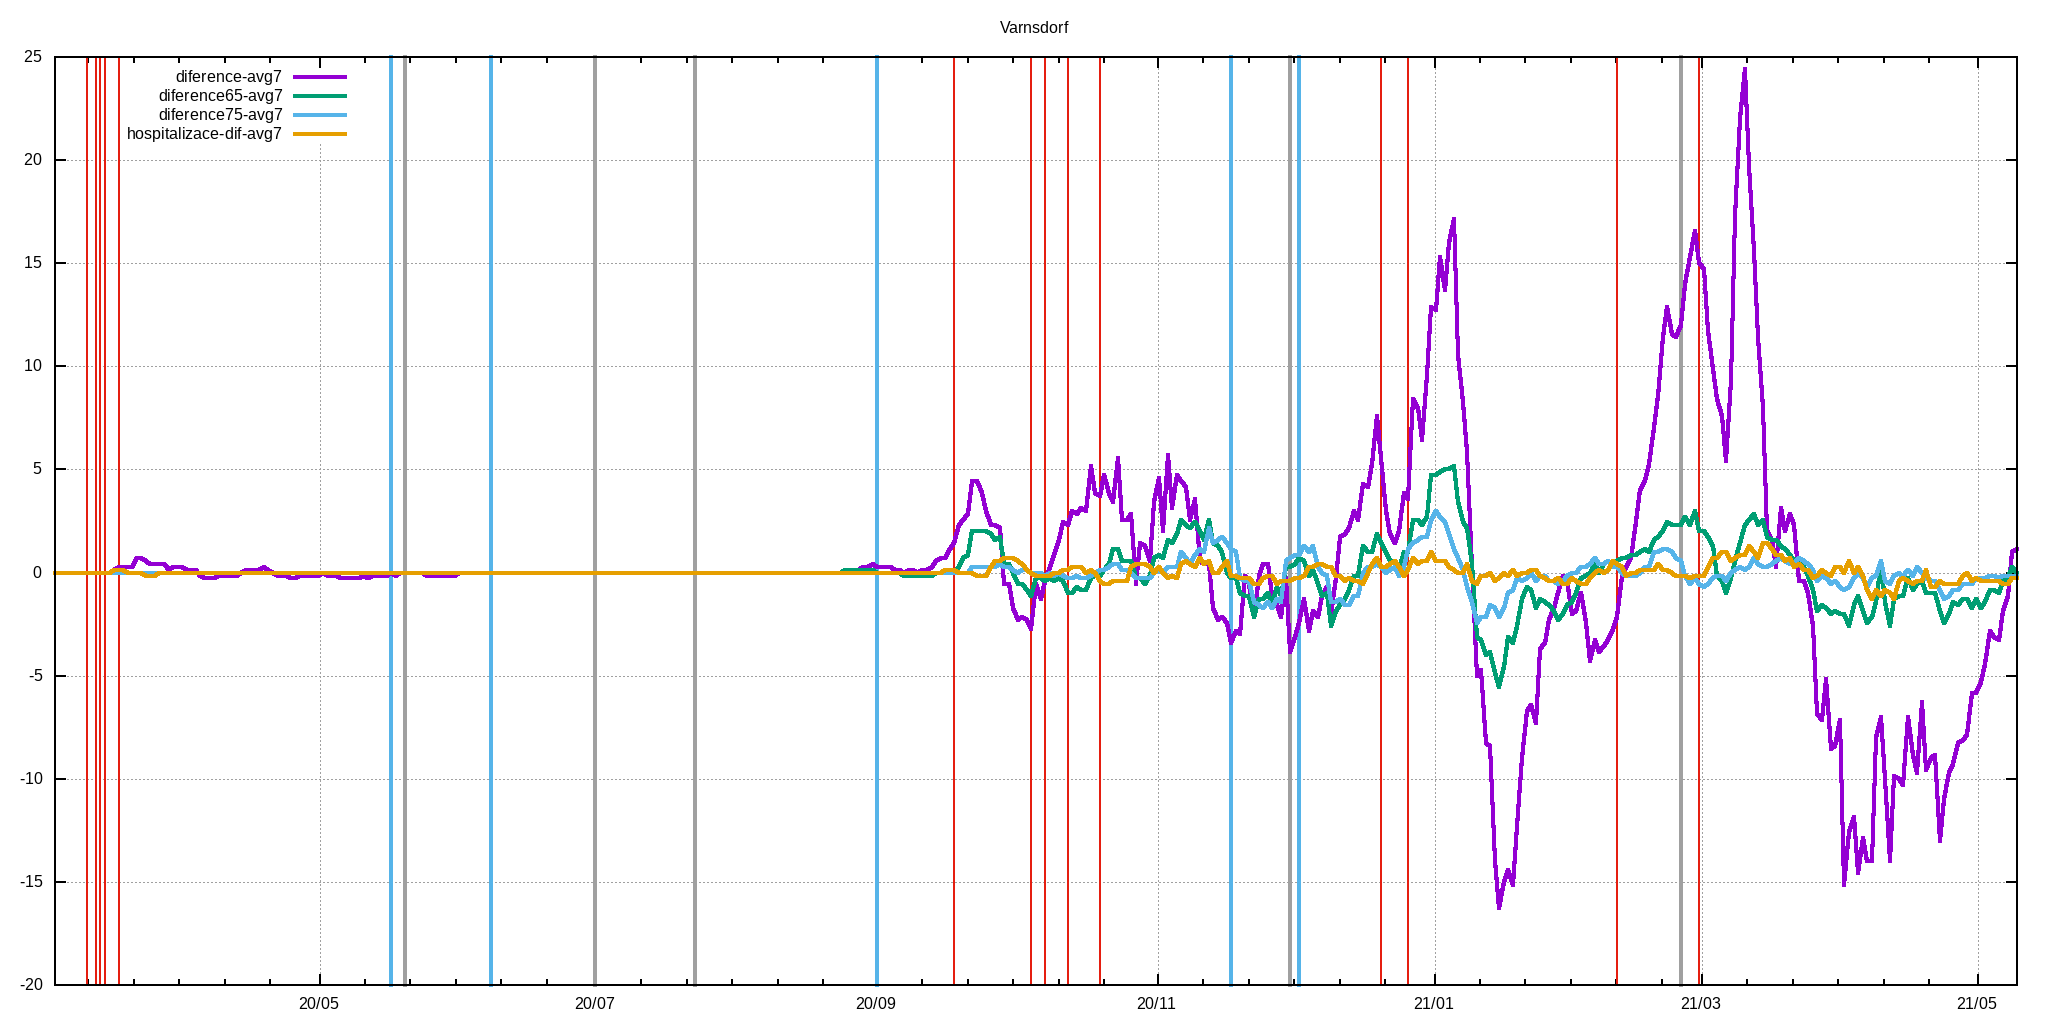 Varnsdorf
25
20
15
10
5
0
-5
-10
-15
-20
diference-avg7
diference65-avg7
diference75-avg7
hospitalizace-dif-avg7
20/05 20/07 20/09 20/11 21/01 21/03 21/05